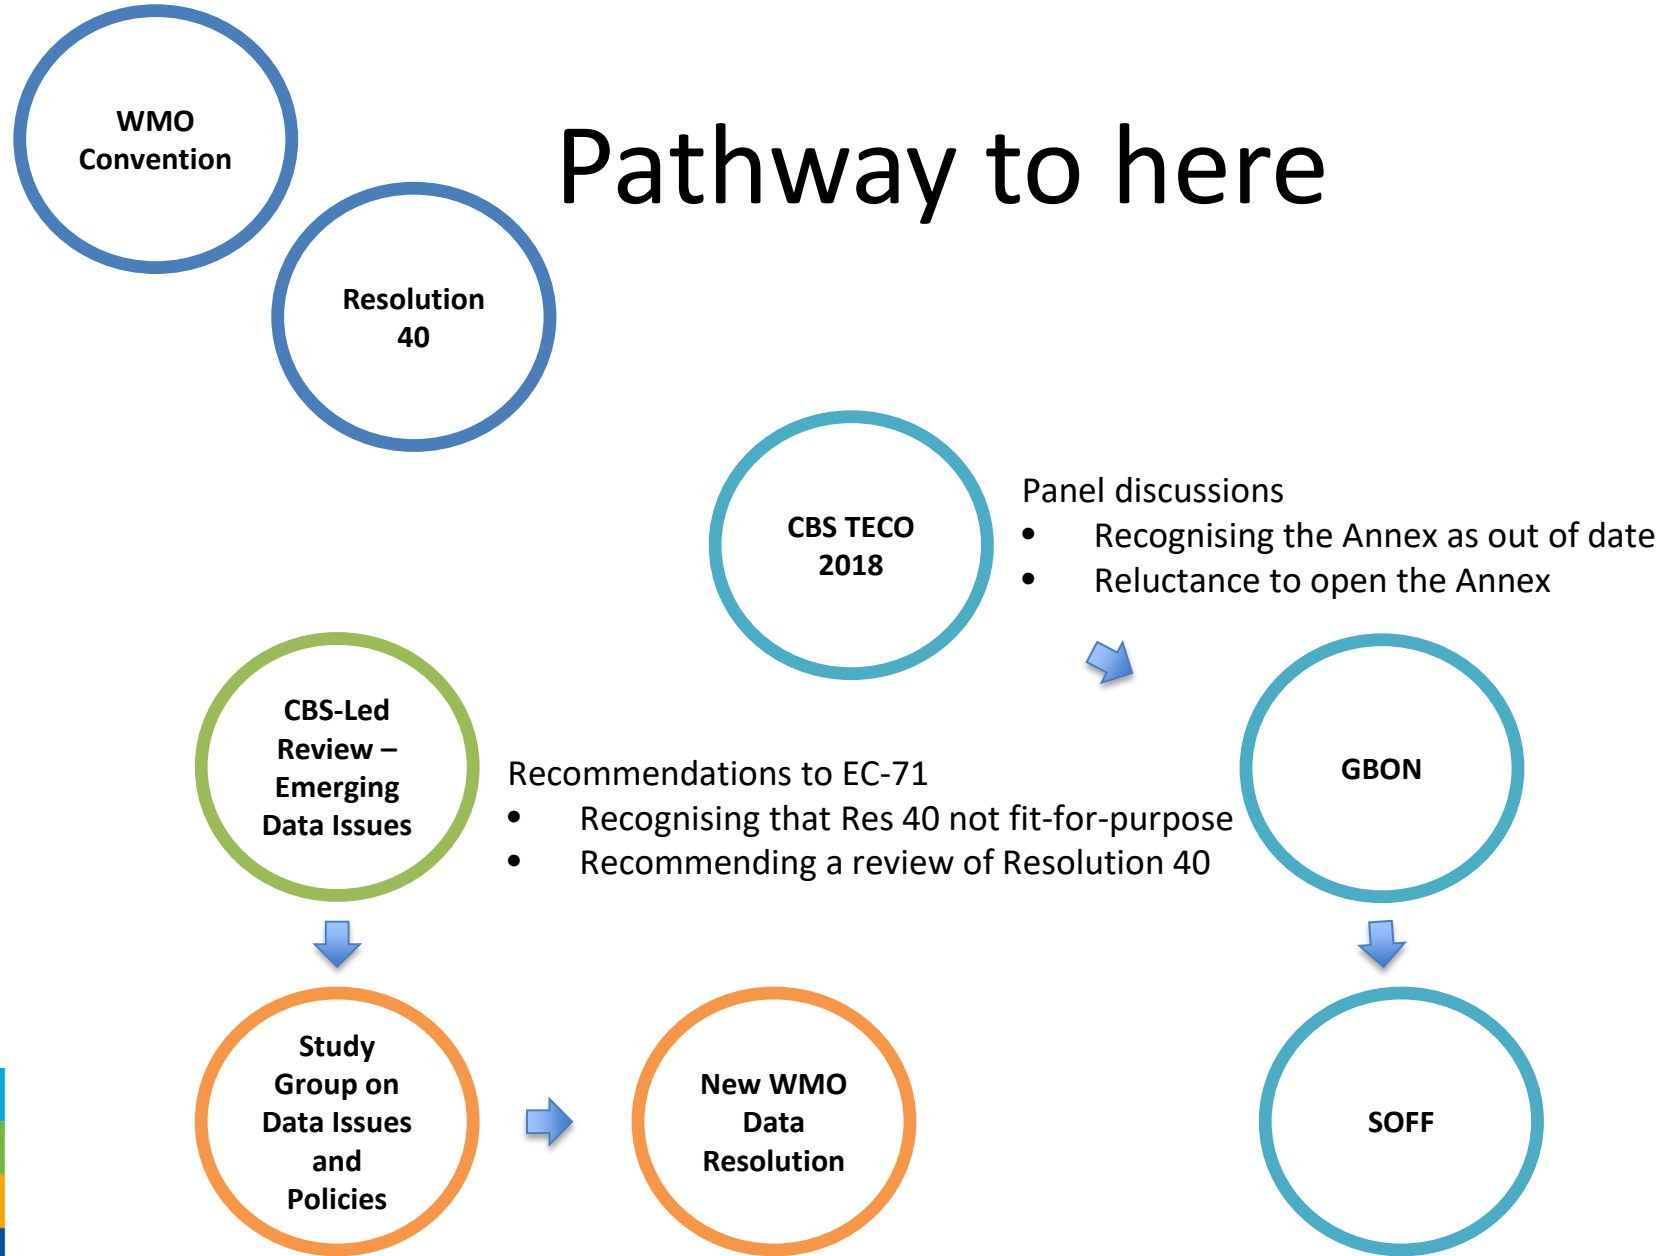 WMO
Convention
Pathway to here
Resolution
40
CBS TECO
2018
Panel discussions
• Recognising the Annex as out of date
• Reluctance to open the Annex
CBS-Led
Review –
Emerging
Data Issues
Recommendations to EC-71
• Recognising that Res 40 not fit-for-purpose
• Recommending a review of Resolution 40
GBON
Study
Group on
Data Issues
and
Policies
New WMO
Data
Resolution
SOFF